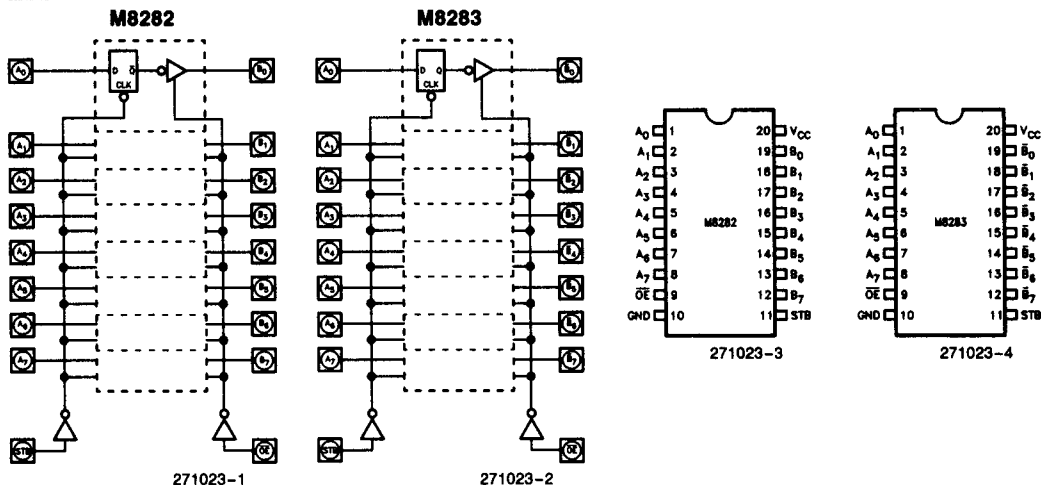 M8282
A0 D Q̅ CLK B0
A1 B1
A2 B2
A3 B3
A4 B4
A5 B5
A6 B6
A7 B7
STB O̅E̅
271023-1
M8283
A0 D Q CLK B̅0
A1 B̅1
A2 B̅2
A3 B̅3
A4 B̅4
A5 B̅5
A6 B̅6
A7 B̅7
STB O̅E̅
271023-2
A0 1 20 VCC
A1 2 19 B0
A2 3 18 B1
A3 4 17 B2
A4 5 16 B3
M8282
A5 6 15 B4
A6 7 14 B5
A7 8 13 B6
O̅E̅ 9 12 B7
GND 10 11 STB
271023-3
A0 1 20 VCC
A1 2 19 B̅0
A2 3 18 B̅1
A3 4 17 B̅2
A4 5 16 B̅3
M8283
A5 6 15 B̅4
A6 7 14 B̅5
A7 8 13 B̅6
O̅E̅ 9 12 B̅7
GND 10 11 STB
271023-4